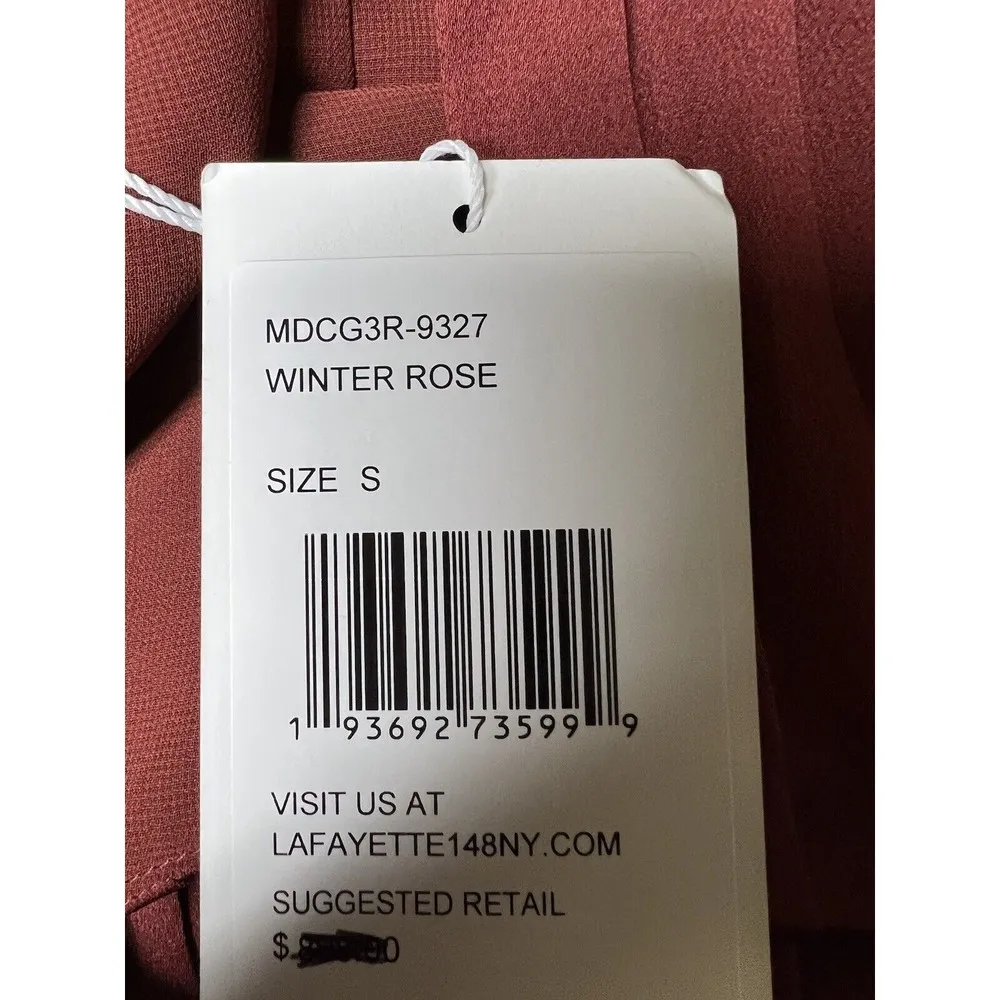 MDCG3R-9327
WINTER ROSE
SIZE S
1 93692 73599 9
VISIT US AT
LAFAYETTE148NY.COM
SUGGESTED RETAIL
$